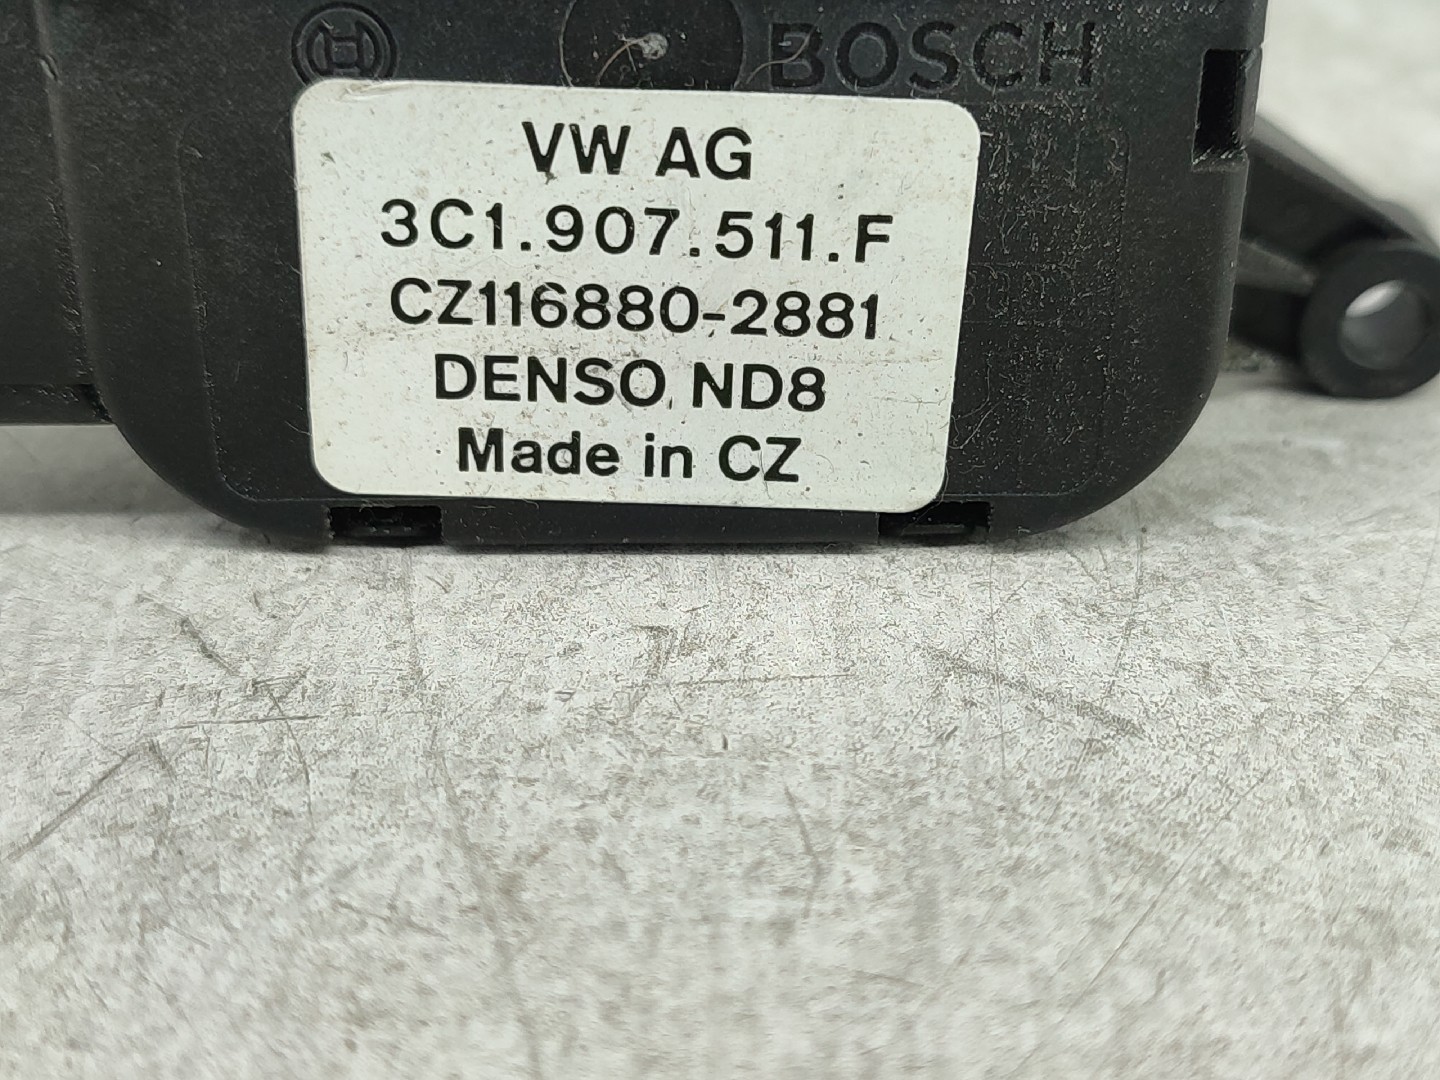 BOSCH
VW AG
3C1.907.511.F
CZ116880-2881
DENSO ND8
Made in CZ